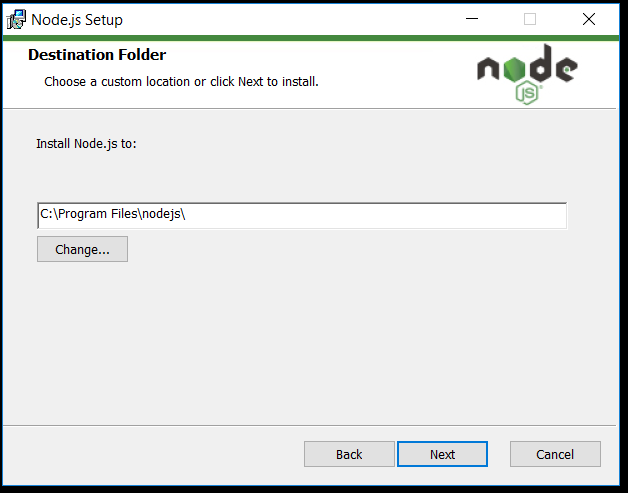 Node.js Setup
Destination Folder
Choose a custom location or click Next to install.
node
JS
Install Node.js to:
C:\Program Files\nodejs\
Change...
Back
Next
Cancel